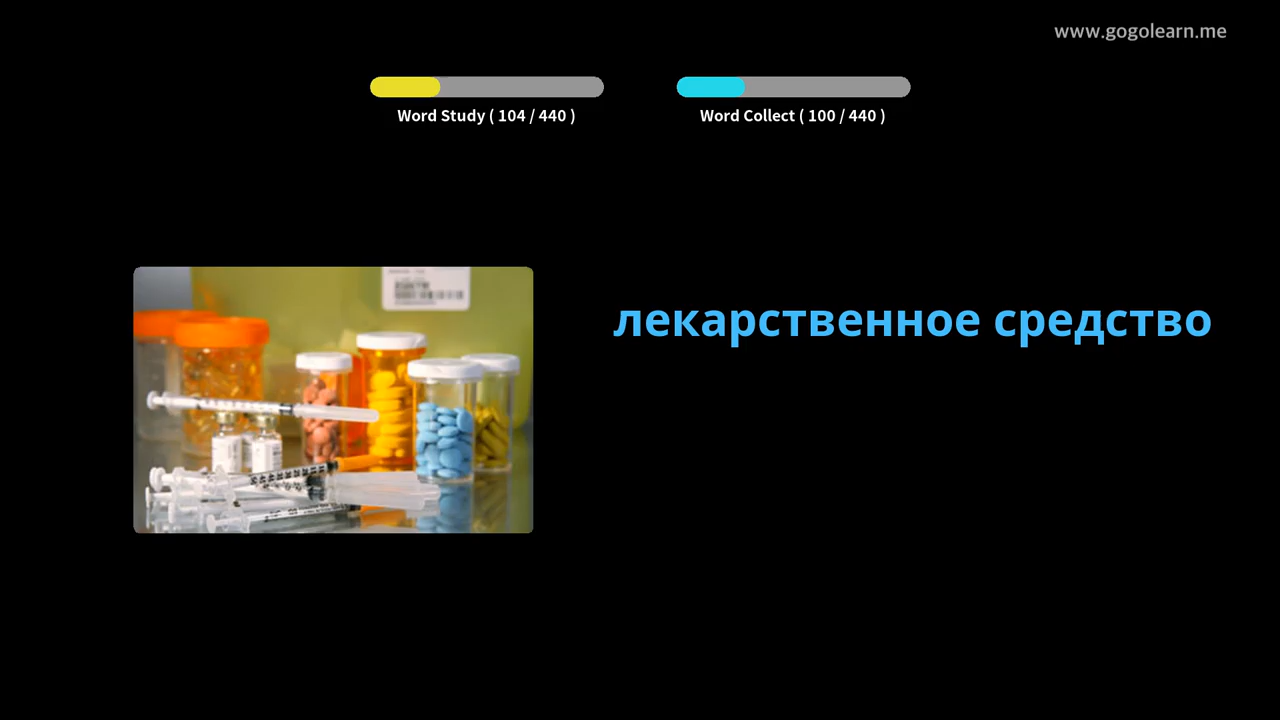 www.gogolearn.me
Word Study ( 104 / 440 )
Word Collect ( 100 / 440 )
лекарственное средство